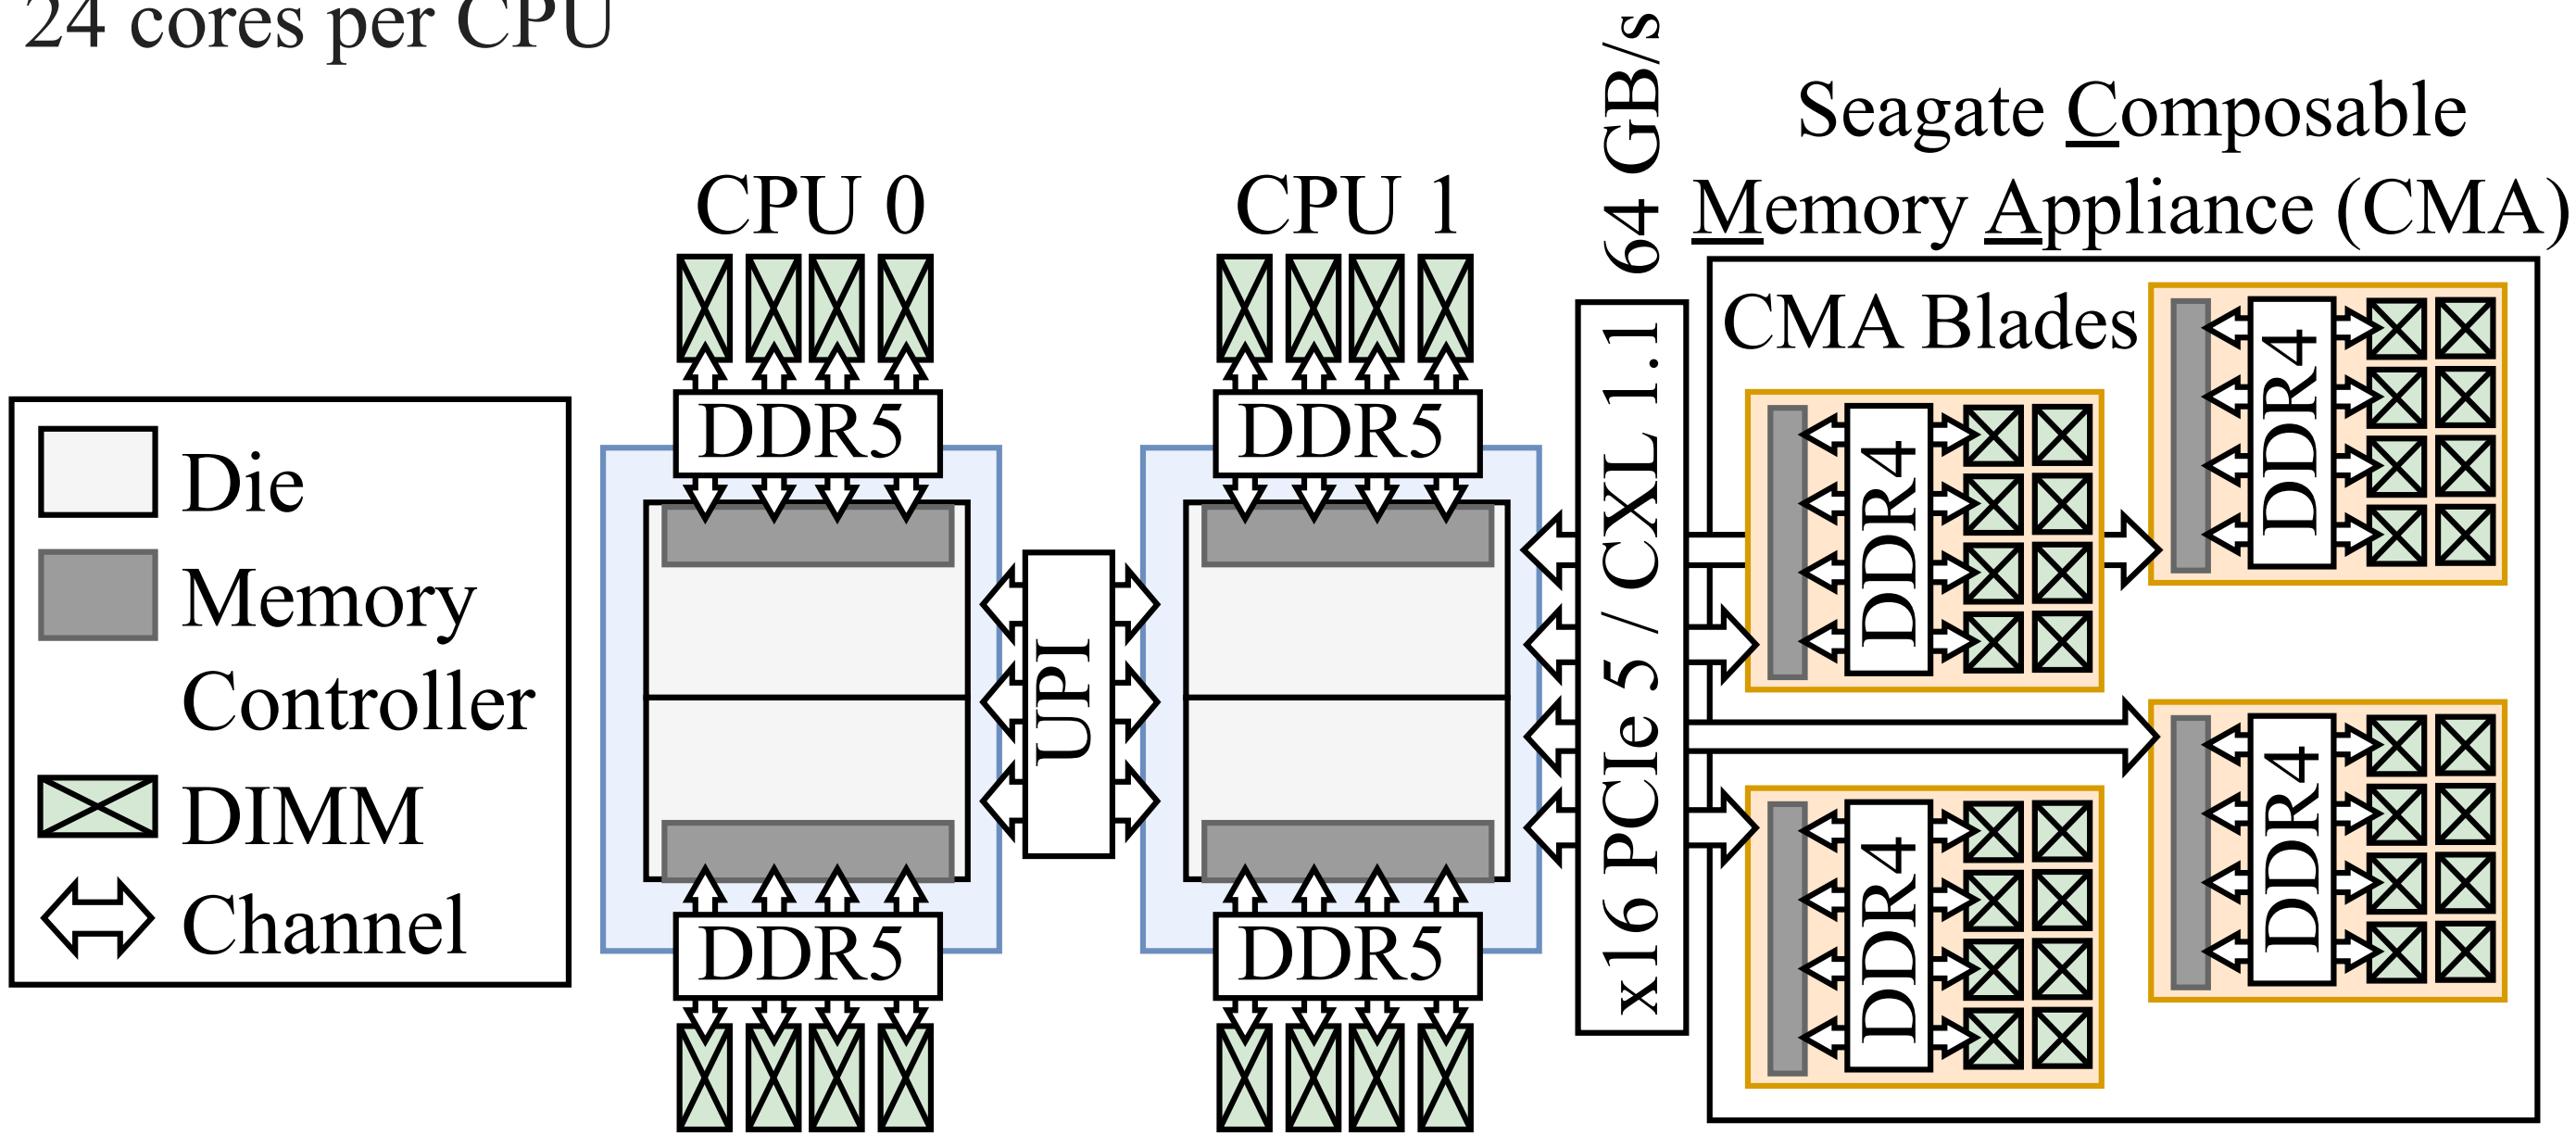 24 cores per CPU
CPU 0
CPU 1
DDR5
DDR5
DDR5
DDR5
UPI
Die
Memory
Controller
DIMM
Channel
x16 PCIe 5 / CXL 1.1 64 GB/s
Seagate Composable
Memory Appliance (CMA)
CMA Blades
DDR4
DDR4
DDR4
DDR4